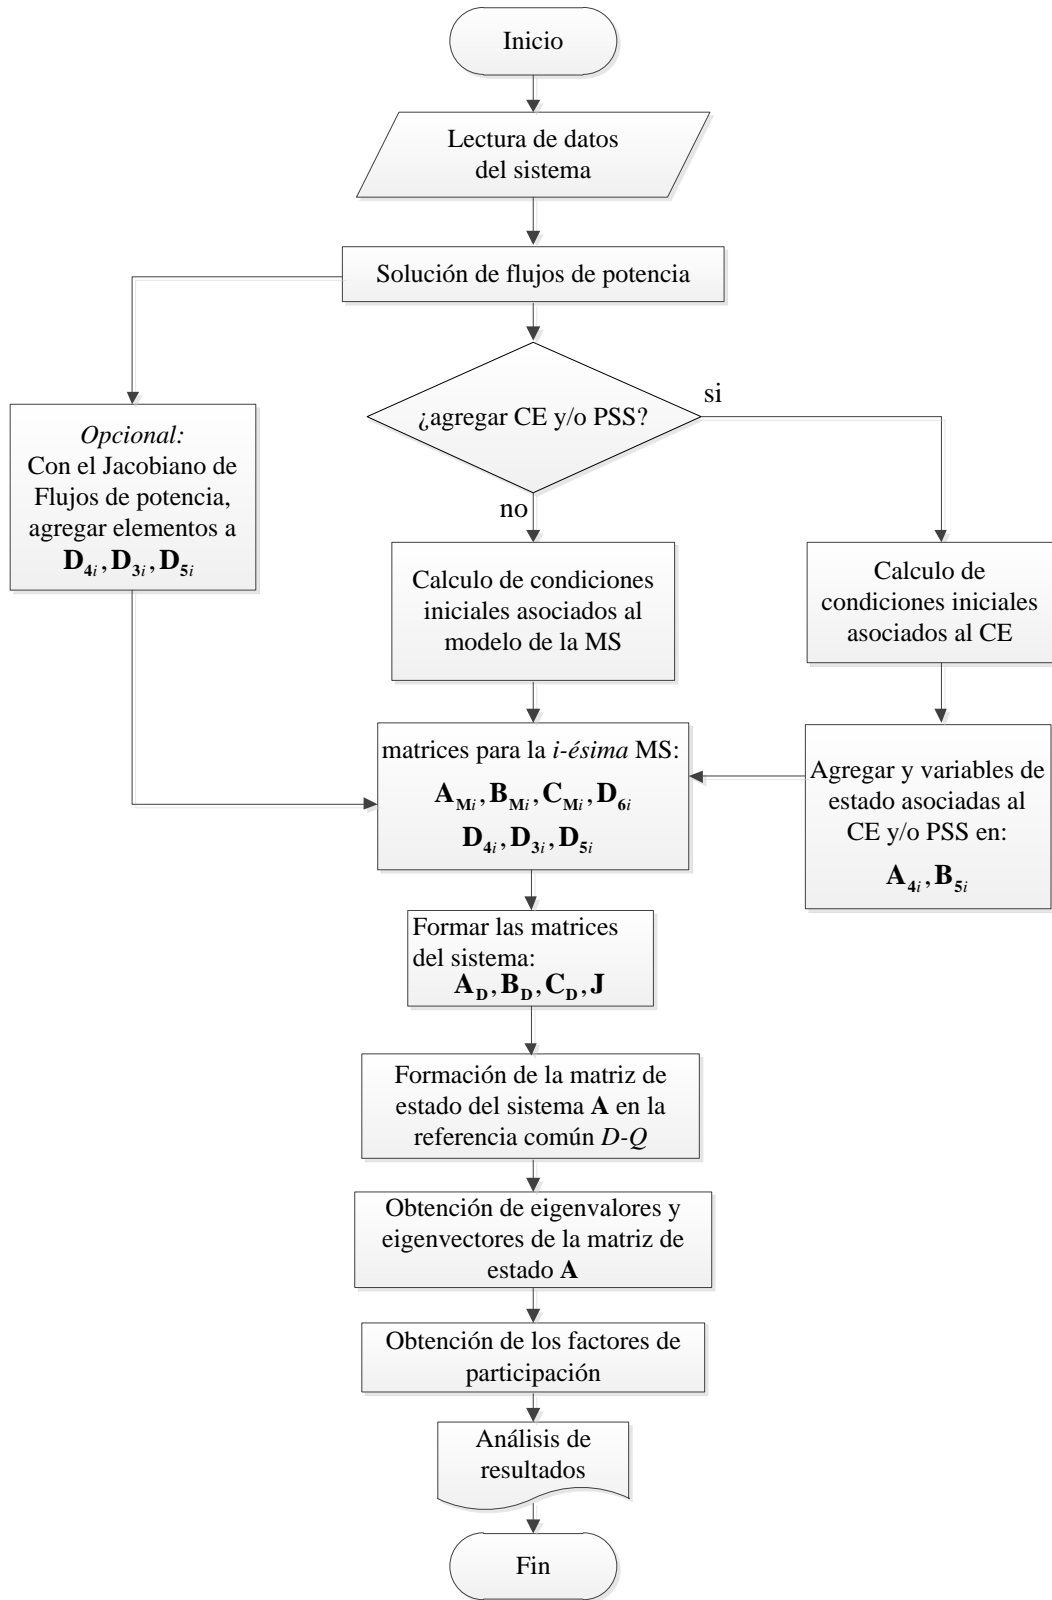 Inicio
Lectura de datos
del sistema
Solución de flujos de potencia
¿agregar CE y/o PSS?
si
no
Opcional:
Con el Jacobiano de
Flujos de potencia,
agregar elementos a
D4i, D3i, D5i
Calculo de condiciones
iniciales asociados al
modelo de la MS
Calculo de
condiciones iniciales
asociados al CE
matrices para la i-ésima MS:
AMi, BMi, CMi, D6i
D4i, D3i, D5i
Agregar y variables de
estado asociadas al
CE y/o PSS en:
A4i, B5i
Formar las matrices
del sistema:
AD, BD, CD, J
Formación de la matriz de
estado del sistema A en la
referencia común D-Q
Obtención de eigenvalores y
eigenvectores de la matriz de
estado A
Obtención de los factores de
participación
Análisis de
resultados
Fin